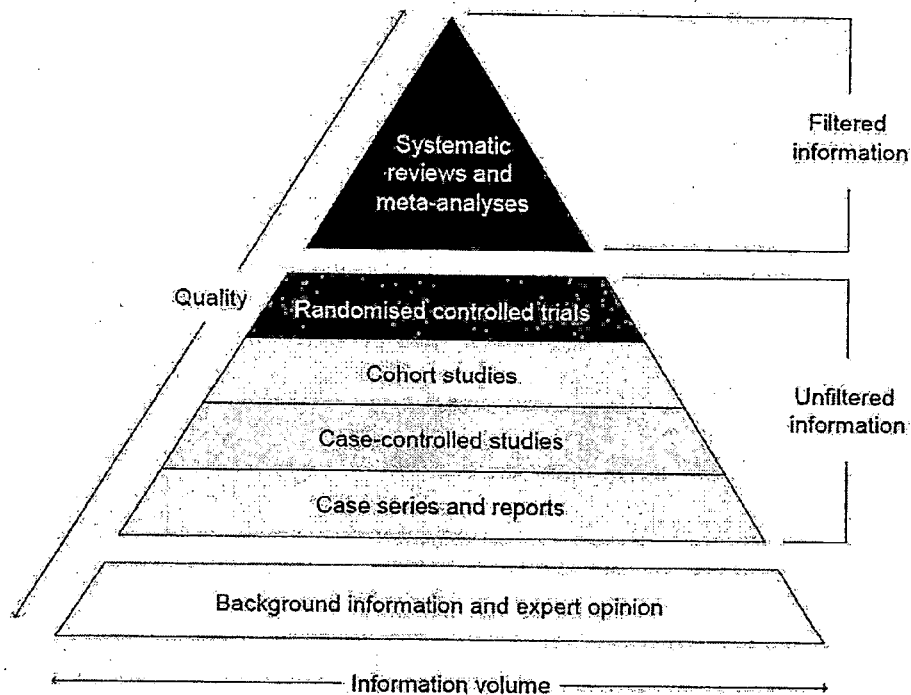 Systematic
reviews and
meta-analyses
Filtered
information
Quality
Randomised controlled trials
Cohort studies
Case-controlled studies
Case series and reports
Unfiltered
information
Background information and expert opinion
Information volume